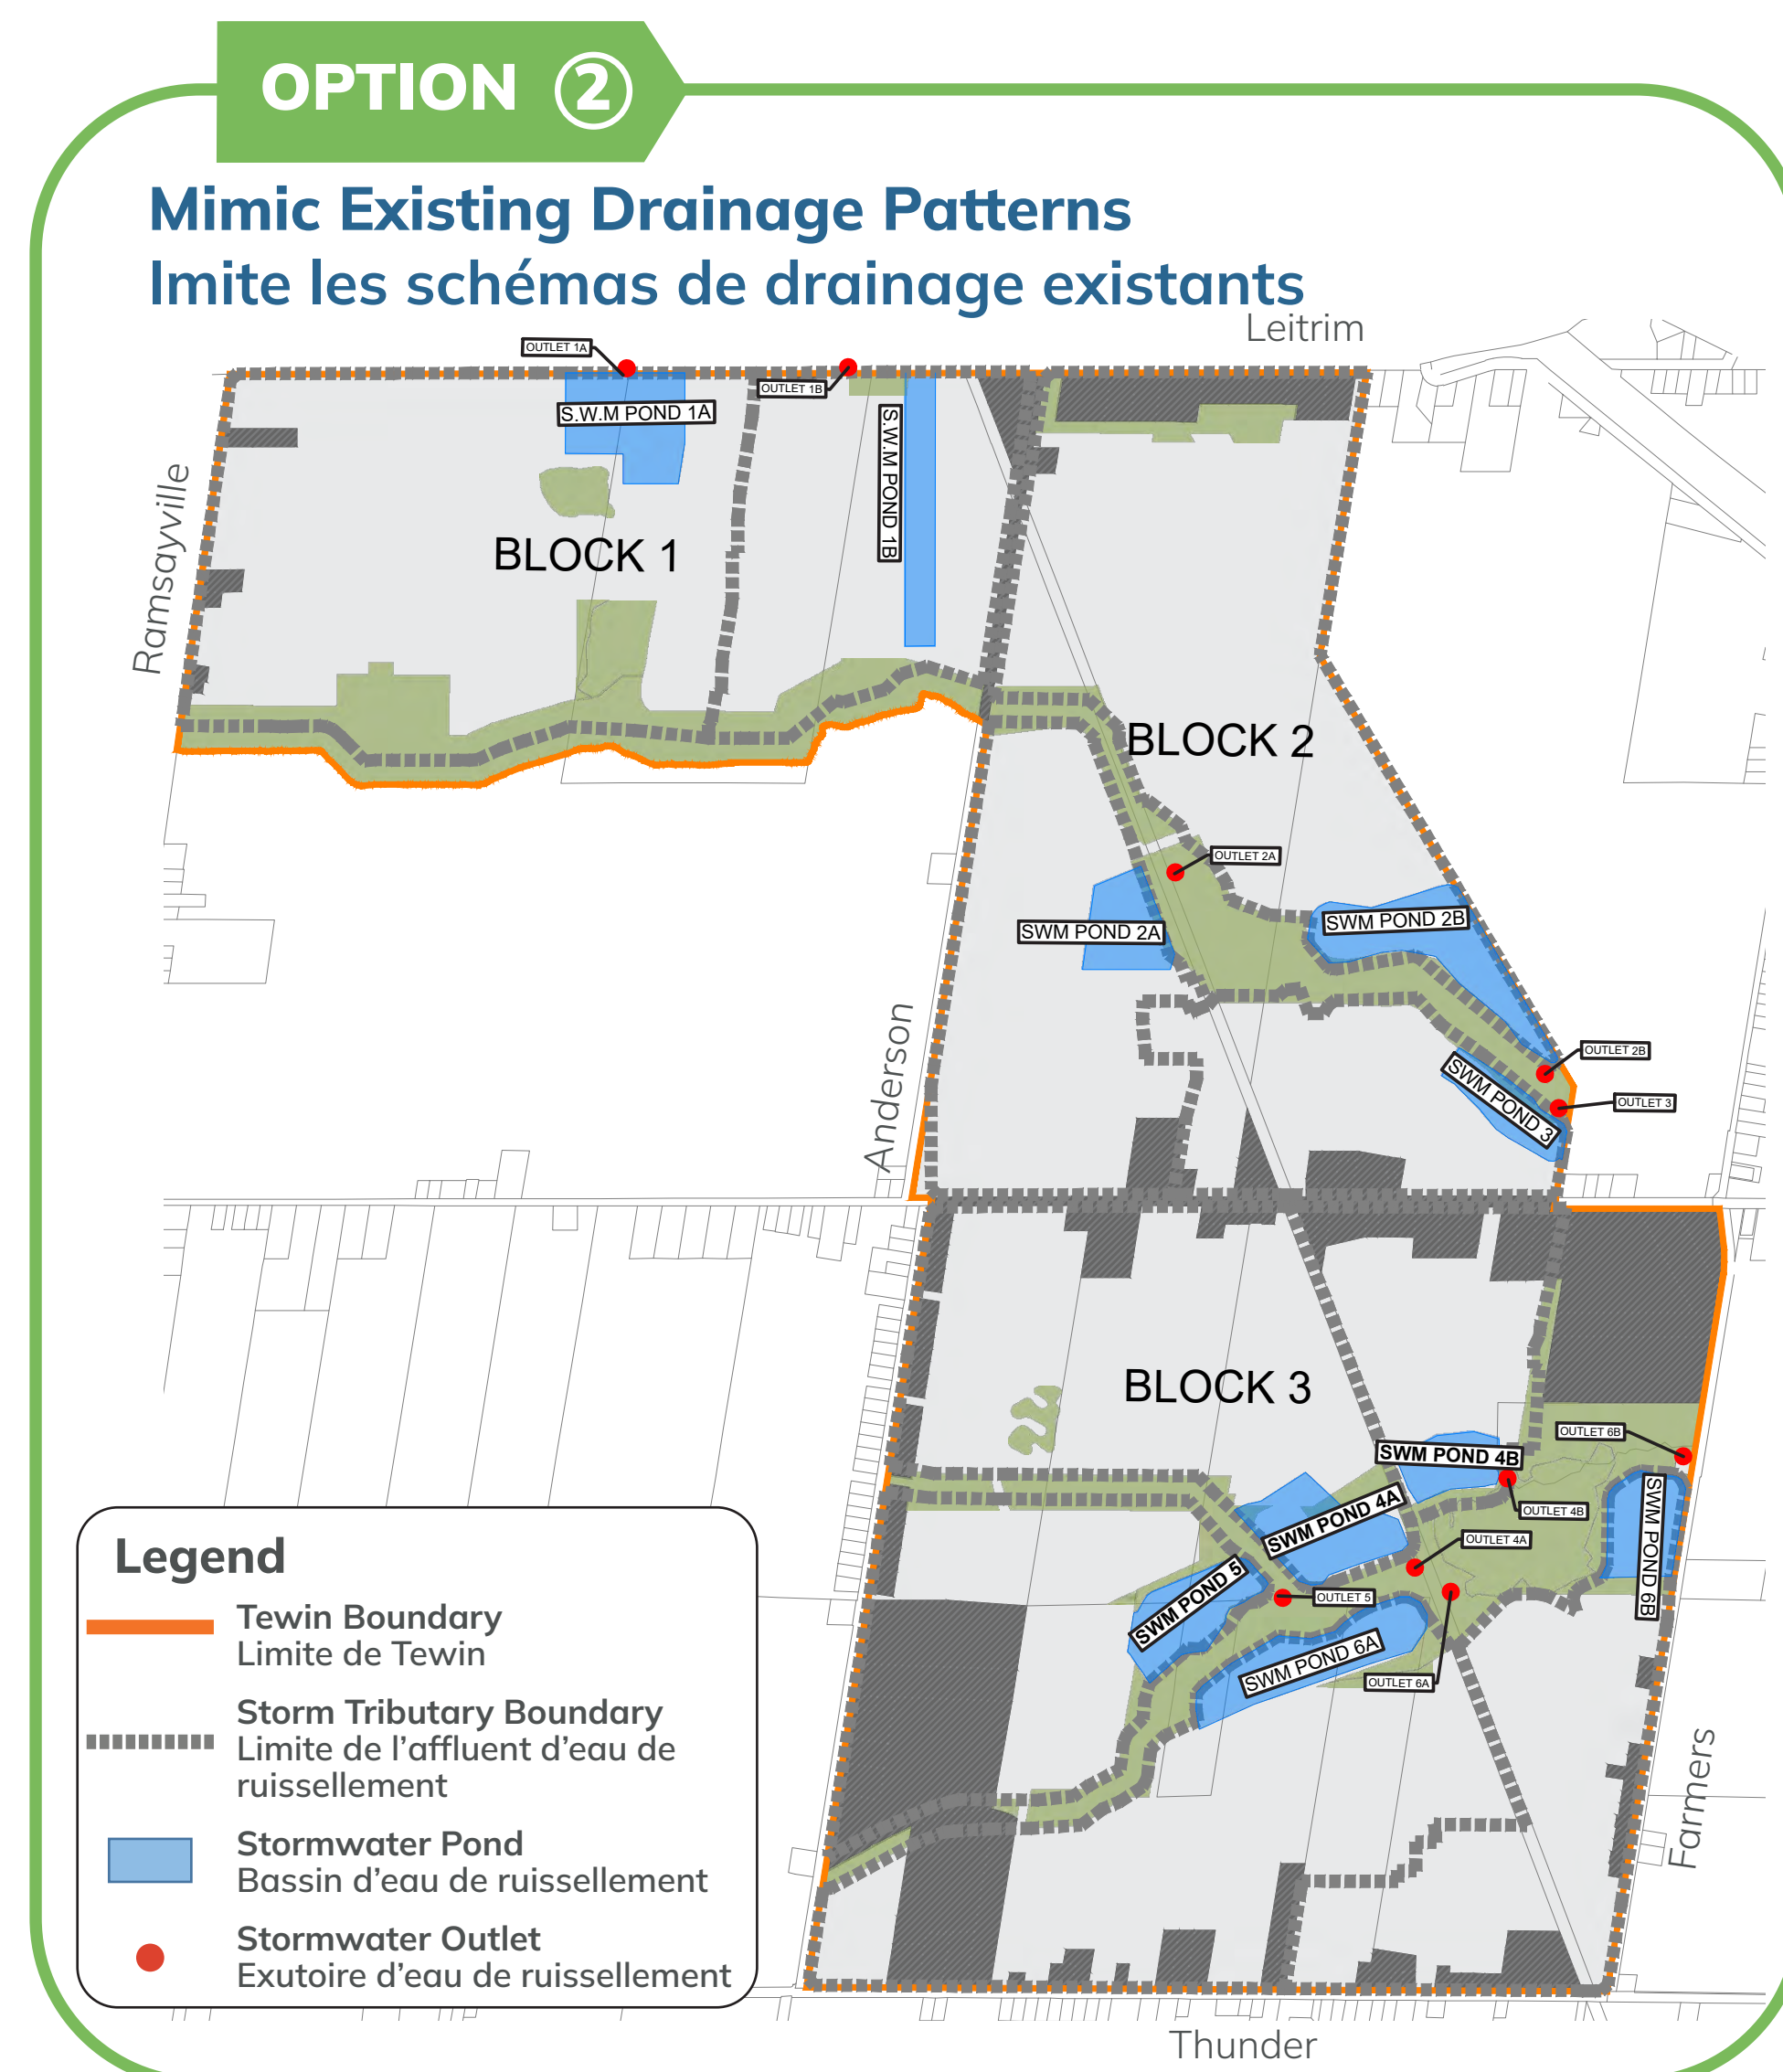 OPTION 2
Mimic Existing Drainage Patterns
Imite les schémas de drainage existants
Leitrim
OUTLET 1A
OUTLET 1B
S.W.M POND 1A
S.W.M POND 1B
Ramsayville
BLOCK 1
BLOCK 2
OUTLET 2A
SWM POND 2A
SWM POND 2B
Anderson
OUTLET 2B
SWM POND 3
OUTLET 3
BLOCK 3
OUTLET 6B
SWM POND 4B
SWM POND 4A
OUTLET 4B
OUTLET 4A
SWM POND 6B
SWM POND 5
OUTLET 5
SWM POND 6A
OUTLET 6A
Farmers
Thunder
Legend
Tewin Boundary
Limite de Tewin
Storm Tributary Boundary
Limite de l'affluent d'eau de
ruissellement
Stormwater Pond
Bassin d'eau de ruissellement
Stormwater Outlet
Exutoire d'eau de ruissellement